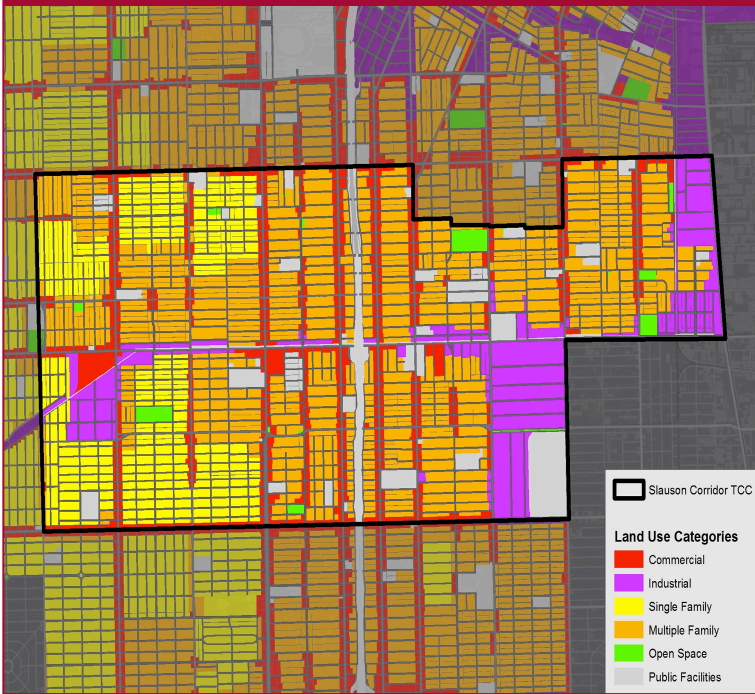 Slauson Corridor TCC
Land Use Categories
Commercial
Industrial
Single Family
Multiple Family
Open Space
Public Facilities